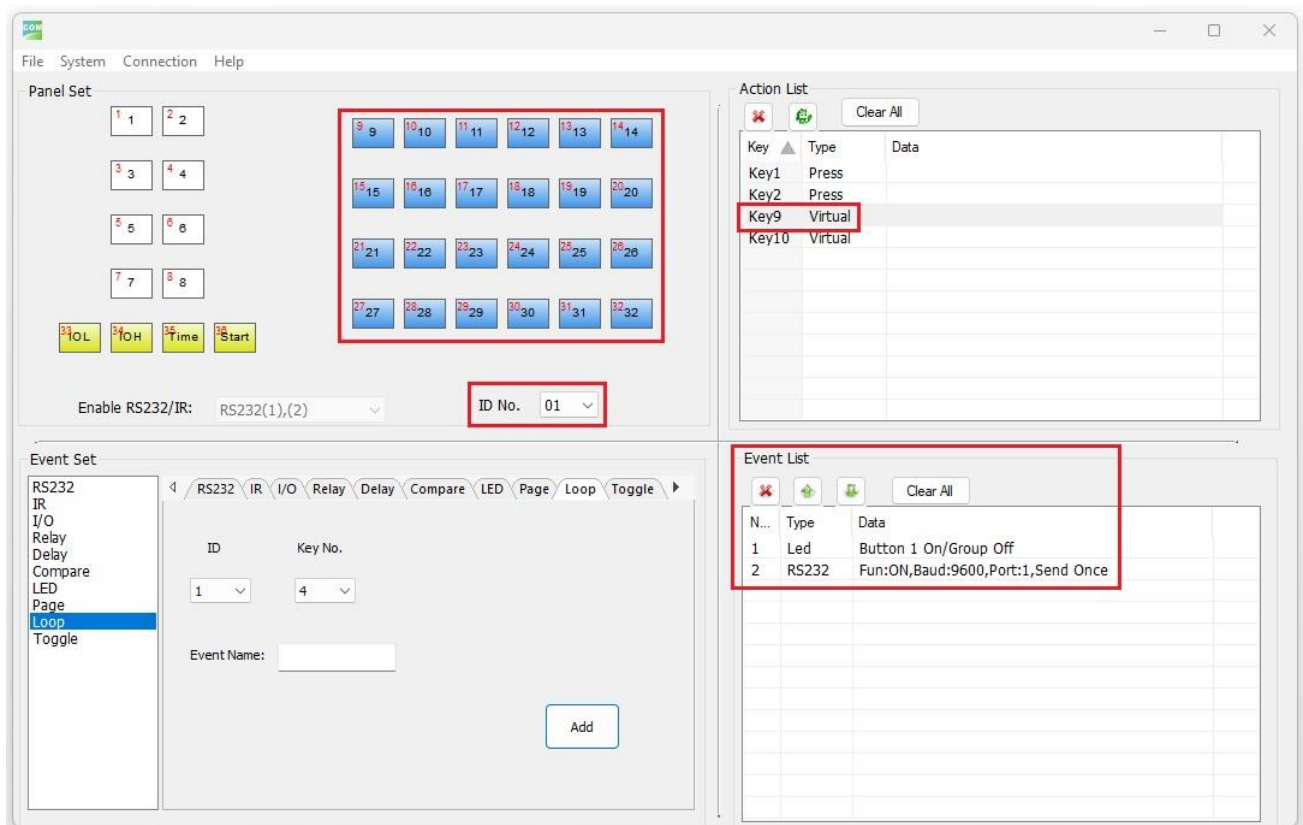 COM
File System Connection Help
Panel Set
1 1 2 2
3 3 4 4
5 5 6 6
7 7 8 8
33 IOL 34 IOH 35 Time 36 Start
9 9 10 10 11 11 12 12 13 13 14 14
15 15 16 16 17 17 18 18 19 19 20 20
21 21 22 22 23 23 24 24 25 25 26 26
27 27 28 28 29 29 30 30 31 31 32 32
Enable RS232/IR: RS232(1),(2)
ID No. 01
Action List
Clear All
Key Type Data
Key1 Press
Key2 Press
Key9 Virtual
Key10 Virtual
Event Set
RS232
IR
I/O
Relay
Delay
Compare
LED
Page
Loop
Toggle
RS232 IR I/O Relay Delay Compare LED Page Loop Toggle
ID Key No.
1 4
Event Name:
Add
Event List
Clear All
N... Type Data
1 Led Button 1 On/Group Off
2 RS232 Fun:ON,Baud:9600,Port:1,Send Once